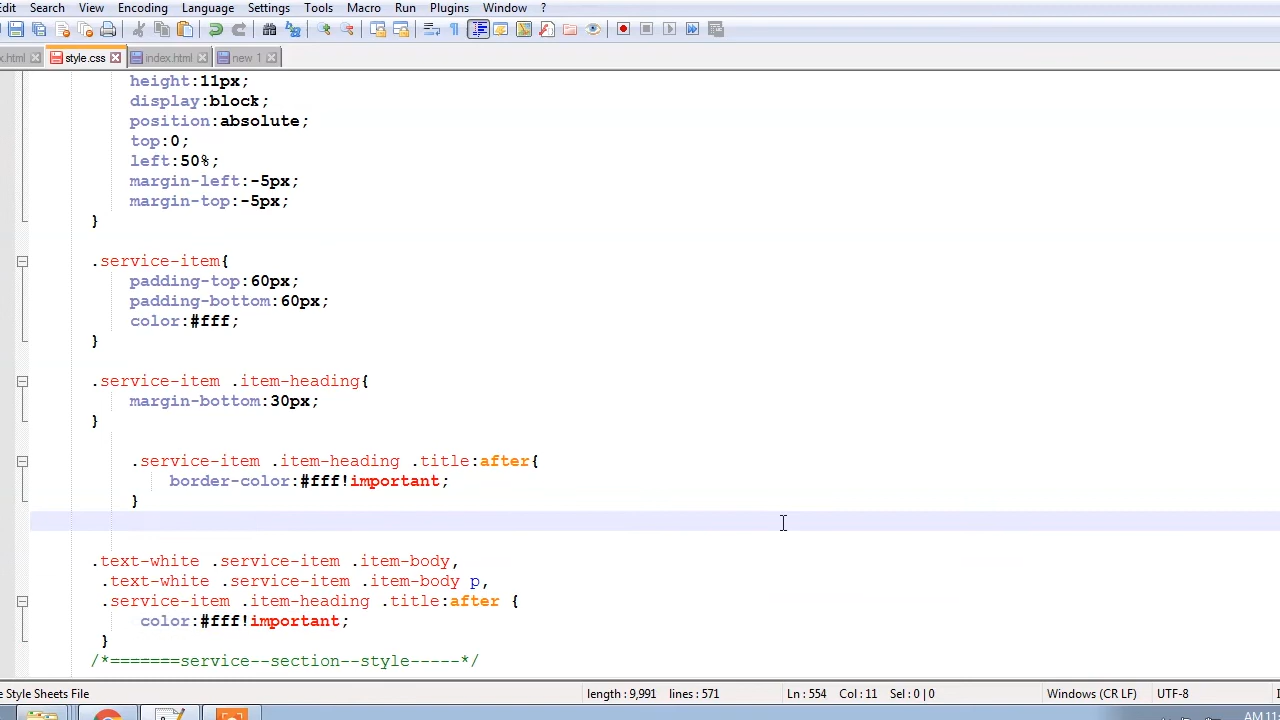 Edit Search View Encoding Language Settings Tools Macro Run Plugins Window ?
x.html style.css index.html new 1
height:11px;
display:block;
position:absolute;
top:0;
left:50%;
margin-left:-5px;
margin-top:-5px;
}
.service-item{
padding-top:60px;
padding-bottom:60px;
color:#fff;
}
.service-item .item-heading{
margin-bottom:30px;
}
.service-item .item-heading .title:after{
border-color:#fff!important;
}
.text-white .service-item .item-body,
.text-white .service-item .item-body p,
.service-item .item-heading .title:after {
color:#fff!important;
}
/*=======service--section--style-----*/
e Style Sheets File length : 9,991 lines : 571 Ln : 554 Col : 11 Sel : 0 | 0 Windows (CR LF) UTF-8